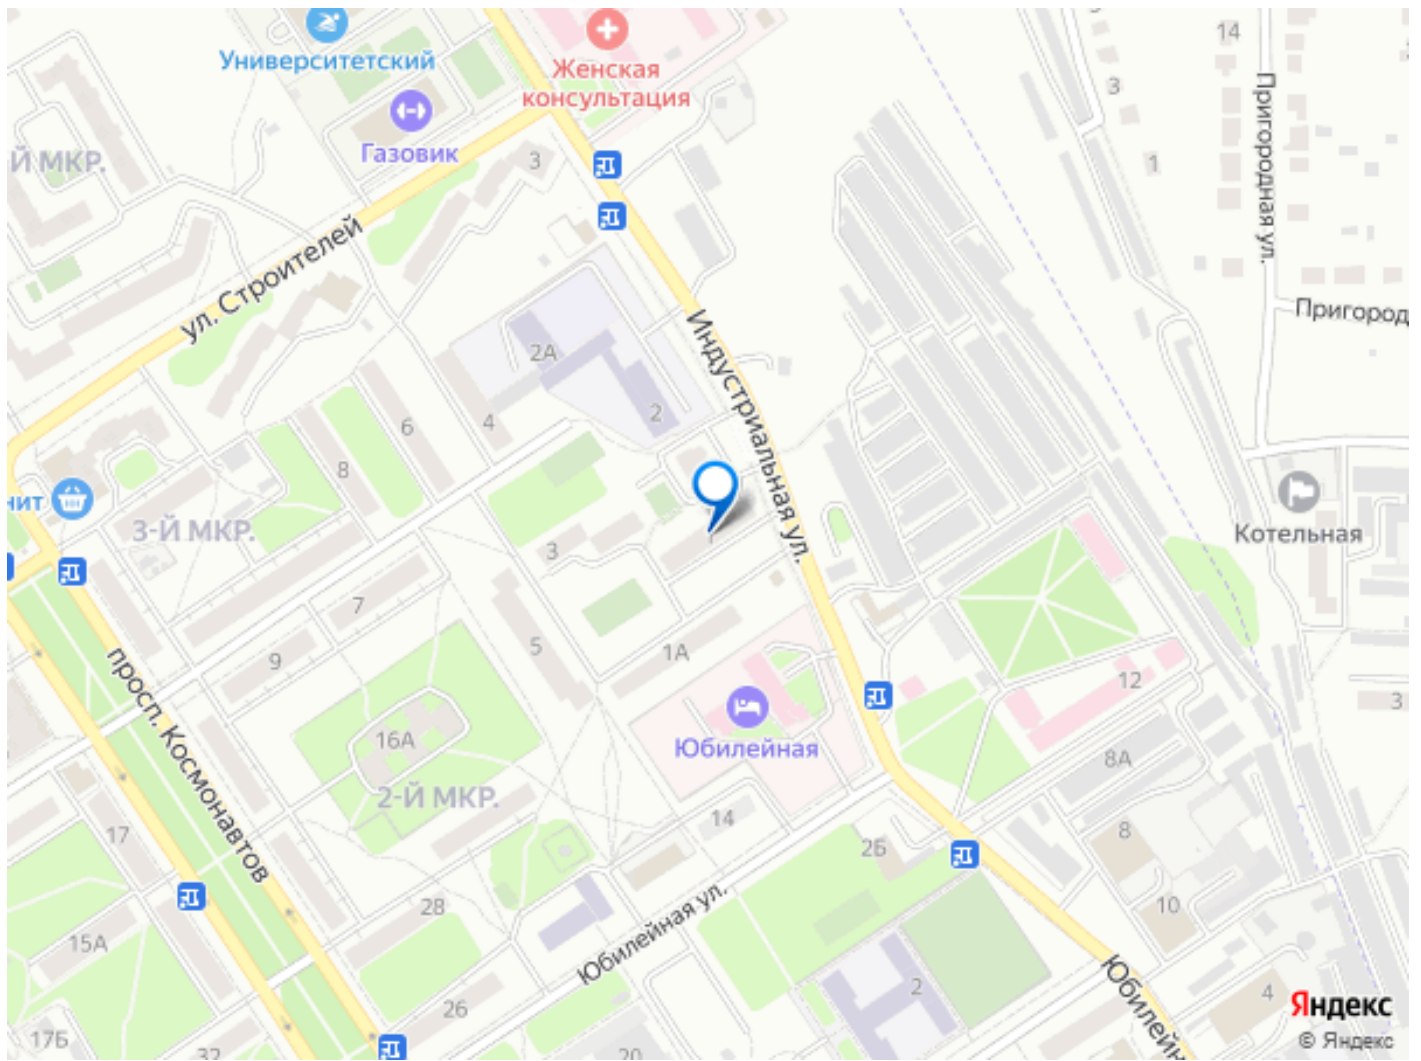 14
Университетский
Женская
консультация
3
Газовик
Й МКР.
3
1
Пригородная ул.
ул. Строителей
Пригород
Индустриальная ул.
2А
2
4
6
8
нит
3-Й МКР.
Котельная
3
7
9
5
1А
просп. Космонавтов
12
3
16А
Юбилейная
8А
2-Й МКР.
14
17
8
2Б
28
10
15А
Юбилейная ул.
Юбилейн
2
4
26
17Б
32
20
Яндекс
© Яндекс